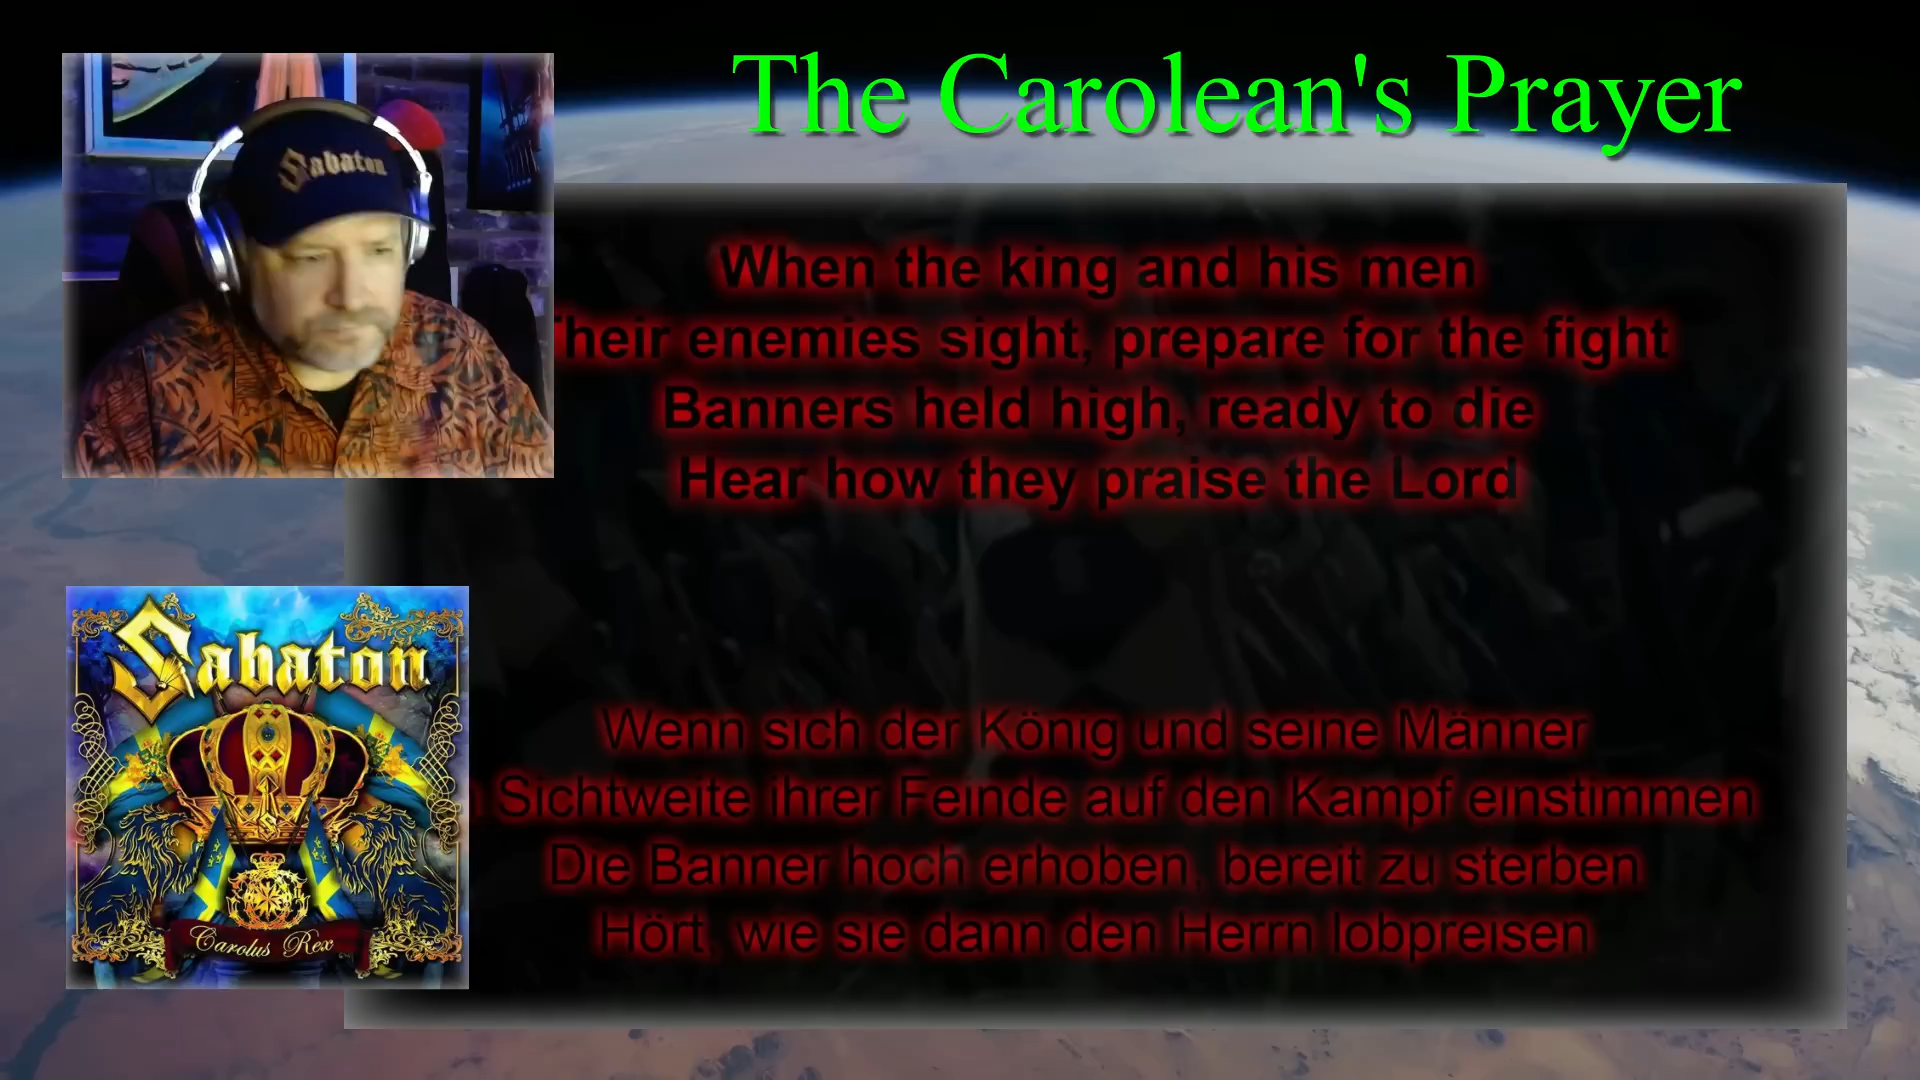 The Carolean's Prayer
Sabaton
When the king and his men
Their enemies sight, prepare for the fight
Banners held high, ready to die
Hear how they praise the Lord
Sabaton
Carolus Rex
Wenn sich der König und seine Männer
Sichtweite ihrer Feinde auf den Kampf einstimmen
Die Banner hoch erhoben, bereit zu sterben
Hört, wie sie dann den Herrn lobpreisen